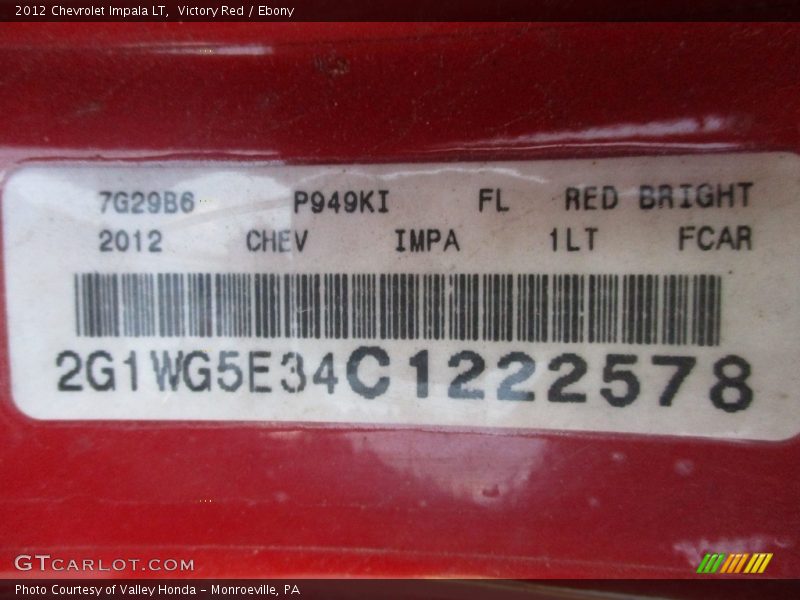 2012 Chevrolet Impala LT, Victory Red / Ebony
7G29B6 P949KI FL RED BRIGHT
2012 CHEV IMPA 1LT FCAR
2G1WG5E34C1222578
GTCARLOT.COM
Photo Courtesy of Valley Honda - Monroeville, PA